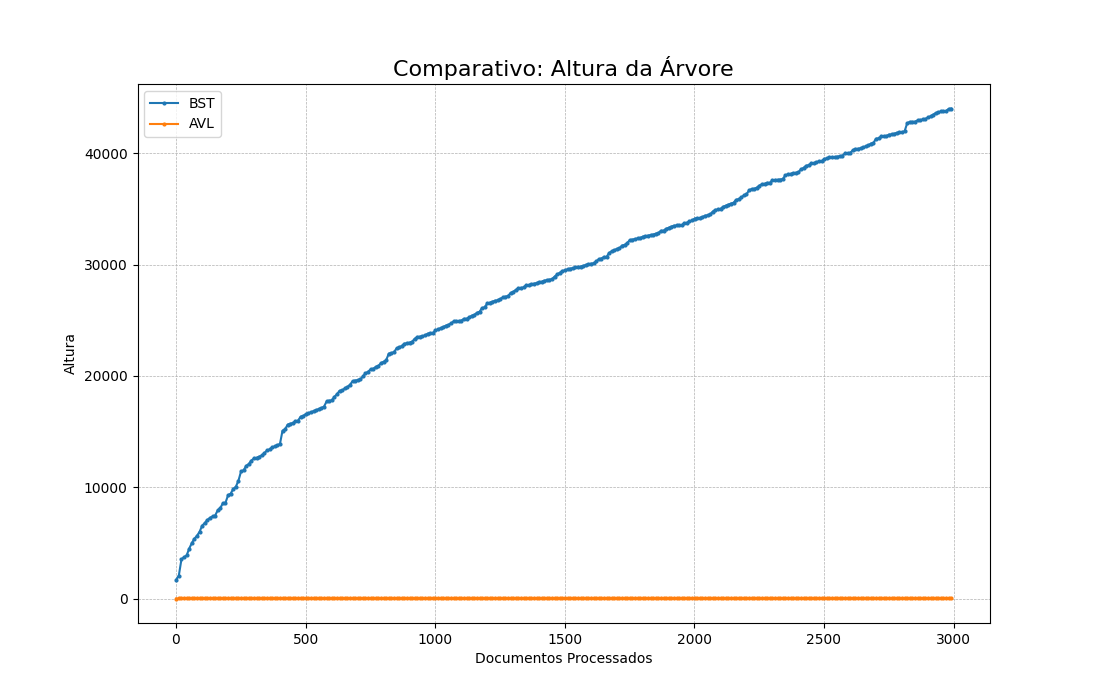 Comparativo: Altura da Árvore
BST
AVL
Altura
40000
30000
20000
10000
0
0 500 1000 1500 2000 2500 3000
Documentos Processados